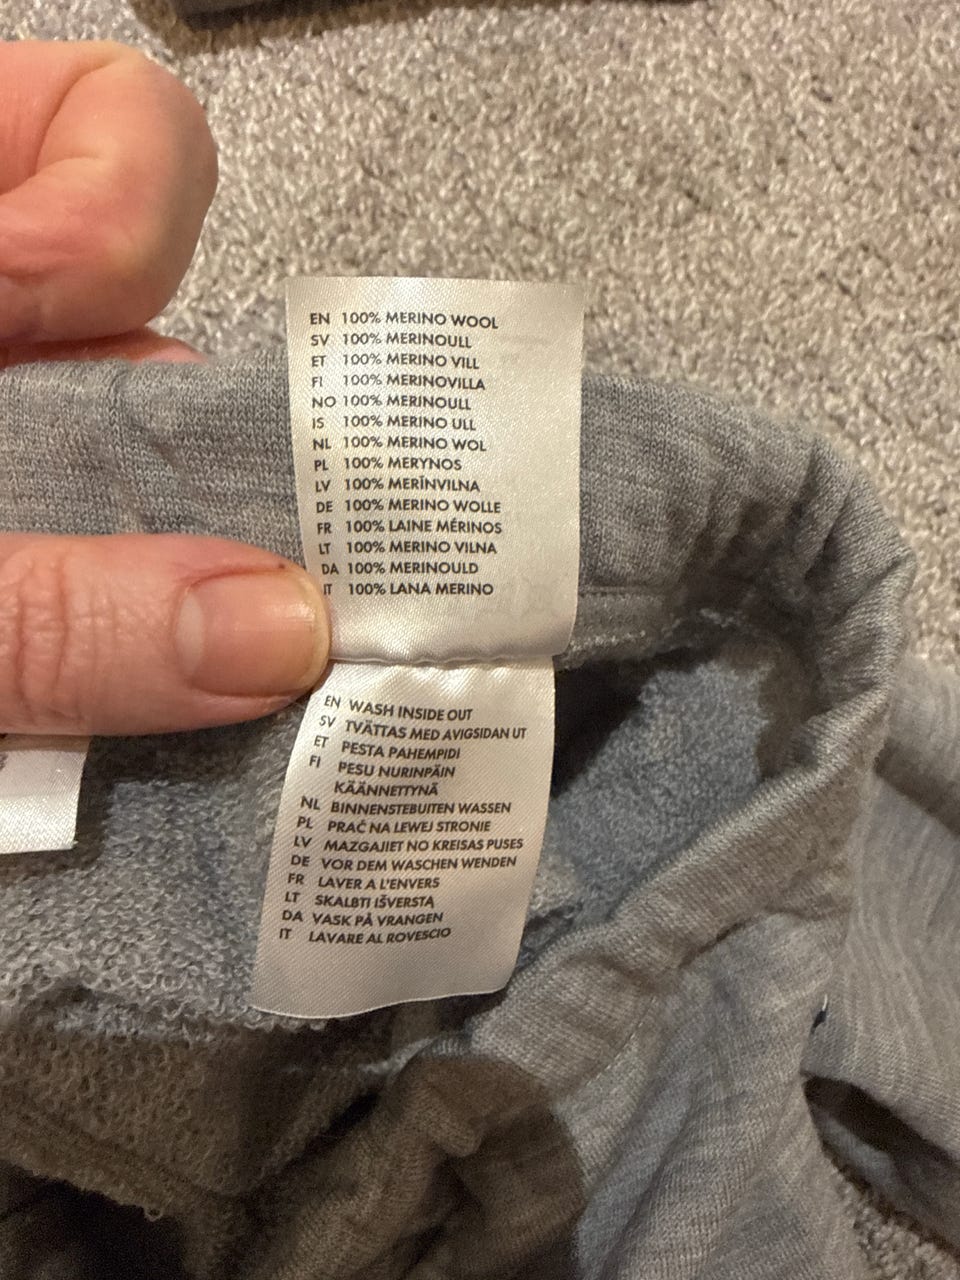 EN 100% MERINO WOOL
SV 100% MERINOULL
ET 100% MERINO VILL
FI 100% MERINOVILLA
NO 100% MERINOULL
IS 100% MERINO ULL
NL 100% MERINO WOL
PL 100% MERYNOS
LV 100% MERĪNVILNA
DE 100% MERINO WOLLE
FR 100% LAINE MÉRINOS
LT 100% MERINO VILNA
DA 100% MERINOULD
IT 100% LANA MERINO
EN WASH INSIDE OUT
SV TVÄTTAS MED AVIGSIDAN UT
ET PESTA PAHEMPIDI
FI PESU NURINPÄIN
KÄÄNNETTYNÄ
NL BINNENSTEBUITEN WASSEN
PL PRAĆ NA LEWEJ STRONIE
LV MAZGAJIET NO KREISAS PUSES
DE VOR DEM WASCHEN WENDEN
FR LAVER A L'ENVERS
LT SKALBTI IŠVERSTĄ
DA VASK PÅ VRANGEN
IT LAVARE AL ROVESCIO